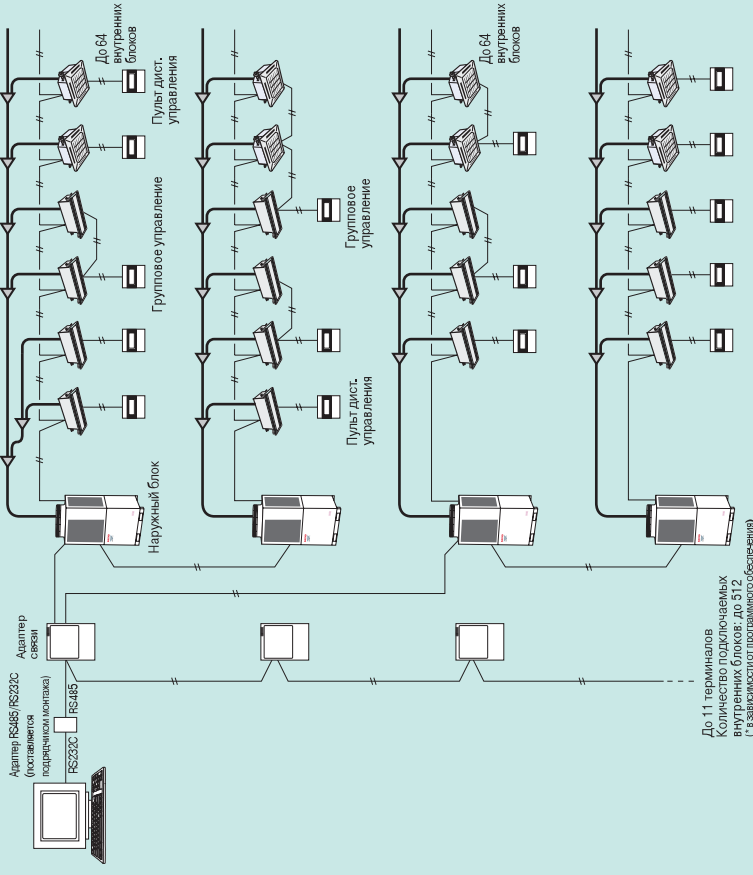 До 64
внутренних
блоков
Пульт дист.
управления
Групповое управление
Наружный блок
Адаптер
связи
Адаптер RS485/RS232C
(поставляется
подрядчиком монтажа)
RS232C
RS485
Групповое
управление
Пульт дист.
управления
До 64
внутренних
блоков
До 11 терминалов
Количество подключаемых
внутренних блоков: до 512
(* в зависимости от программного обеспечения)